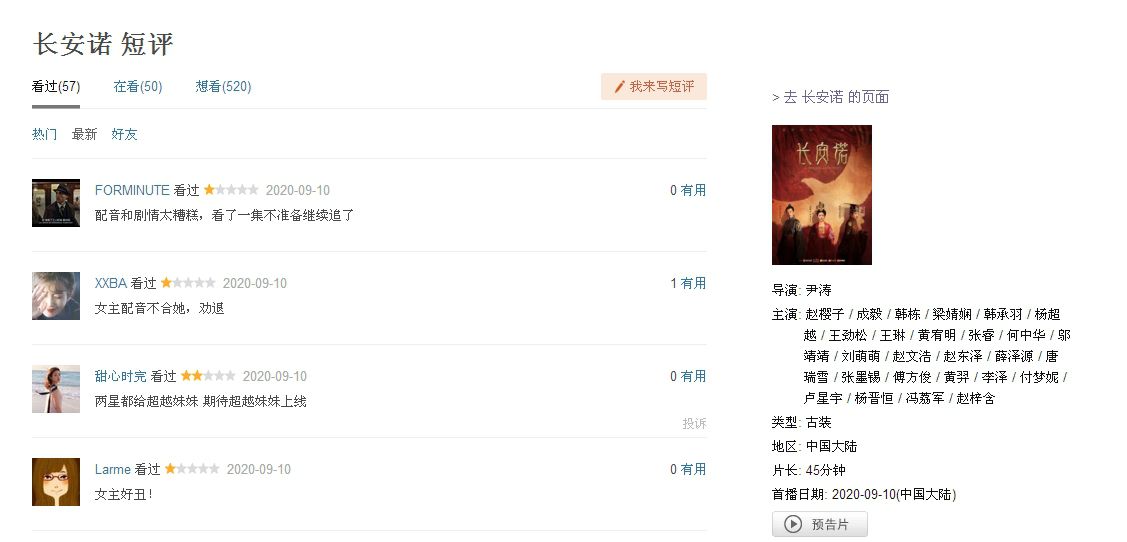 长安诺 短评
看过(57) 在看(50) 想看(520)
我来写短评
热门 最新 好友
FORMINUTE 看过 2020-09-10
0 有用
配音和剧情太糟糕，看了一集不准备继续追了
XXBA 看过 2020-09-10
1 有用
女主配音不合她，劝退
甜心时完 看过 2020-09-10
0 有用
两星都给超越妹妹 期待超越妹妹上线
投诉
Larme 看过 2020-09-10
0 有用
女主好丑！
> 去 长安诺 的页面
长安诺
导演: 尹涛
主演: 赵樱子 / 成毅 / 韩栋 / 梁婧娴 / 韩承羽 / 杨超
越 / 王劲松 / 王琳 / 黄宥明 / 张睿 / 何中华 / 邬
靖靖 / 刘萌萌 / 赵文浩 / 赵东泽 / 薛泽源 / 唐
瑞雪 / 张墨锡 / 傅方俊 / 黄羿 / 李泽 / 付梦妮 /
卢星宇 / 杨晋恒 / 冯荔军 / 赵梓含
类型: 古装
地区: 中国大陆
片长: 45分钟
首播日期: 2020-09-10(中国大陆)
预告片